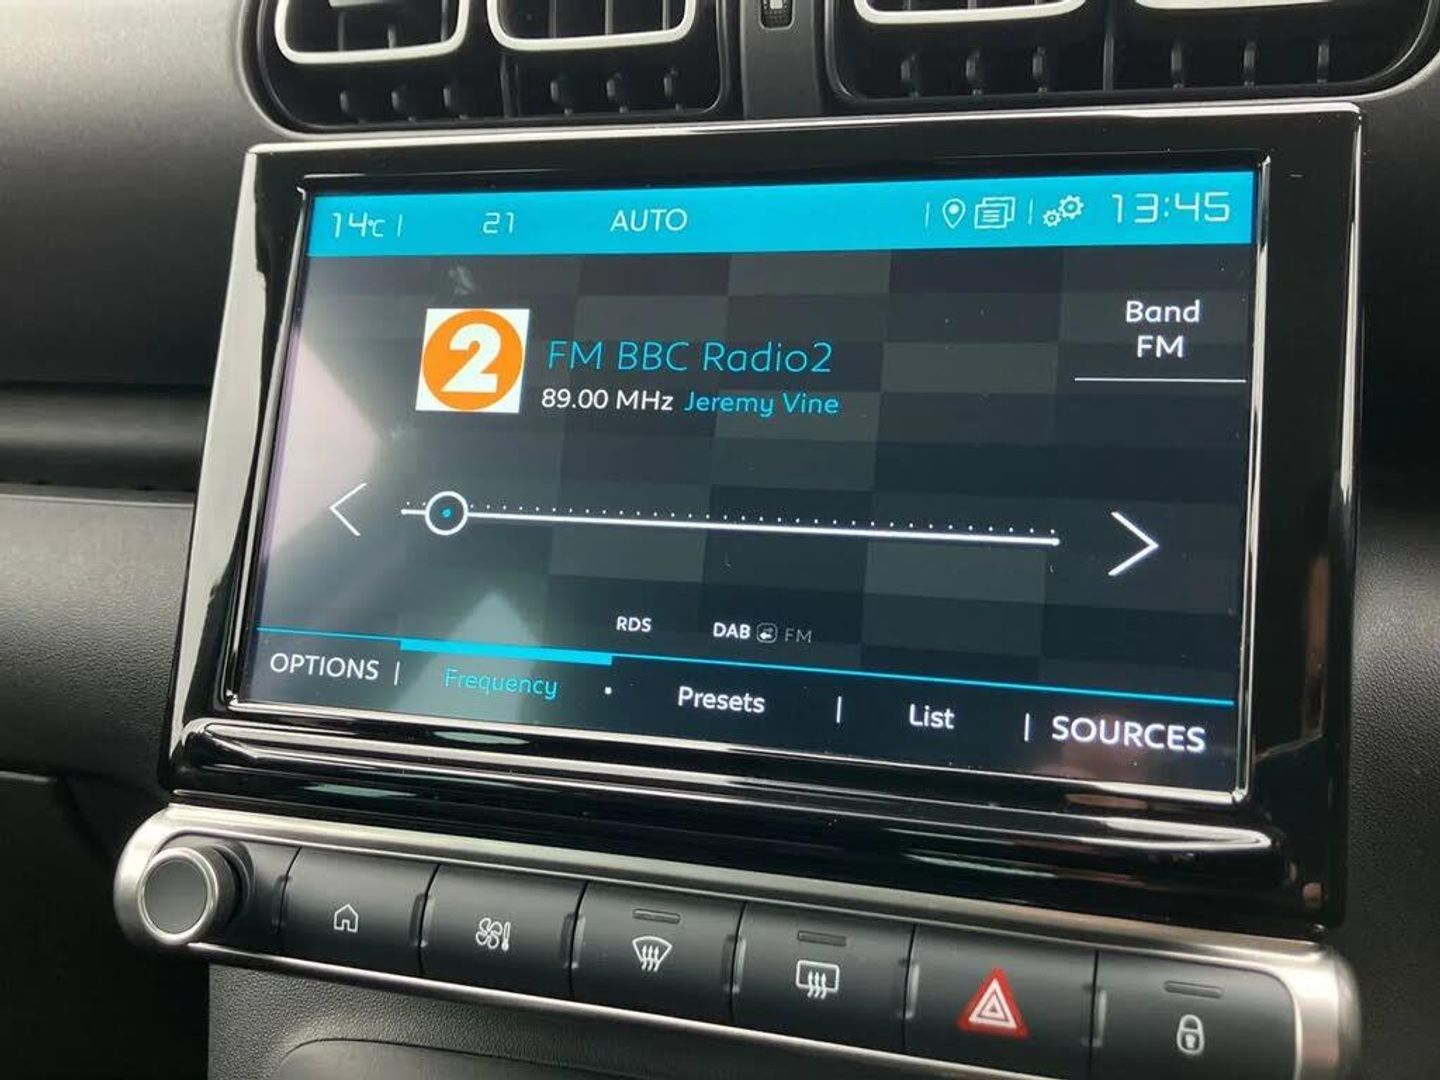 14°C | 21 AUTO 13:45
Band
FM
2
FM BBC Radio2
89.00 MHz Jeremy Vine
RDS DAB FM
OPTIONS | Frequency Presets | List | SOURCES